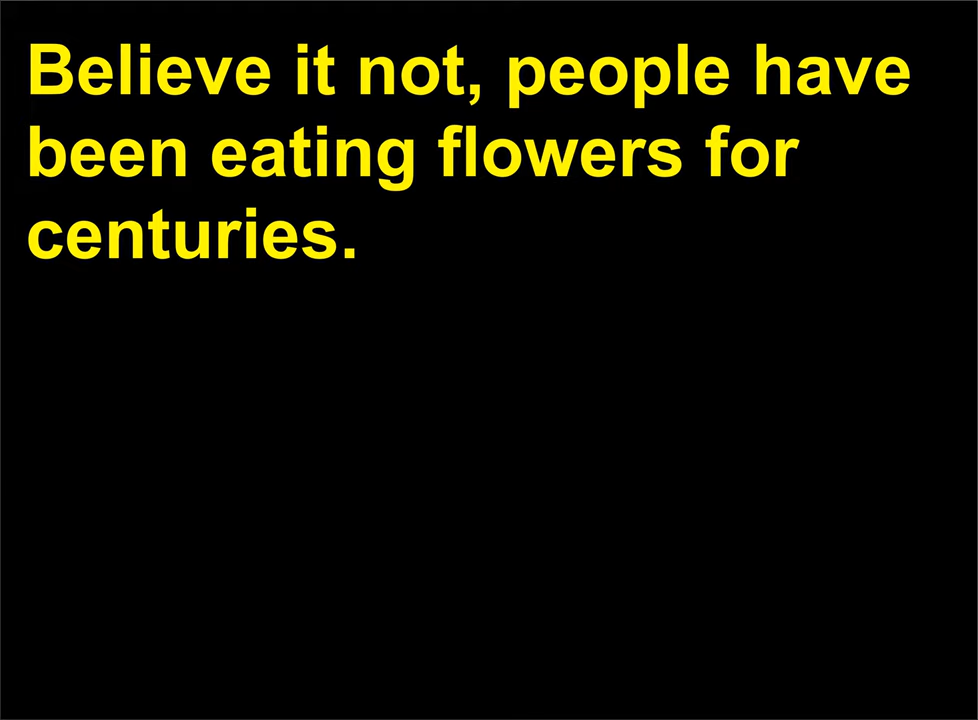 Believe it not, people have
been eating flowers for
centuries.